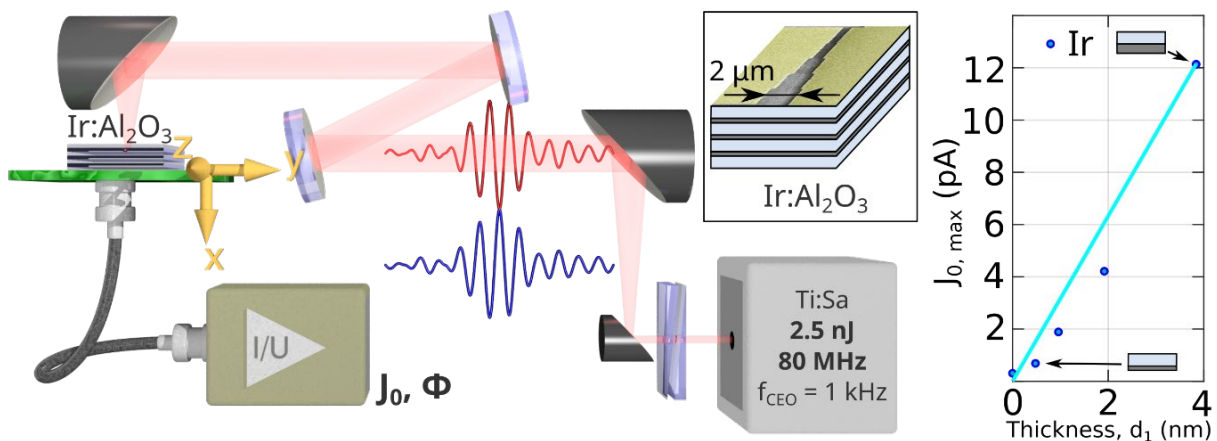 Ir:Al₂O₃
z
y
x
I/U
J₀, Φ
2 μm
Ir:Al₂O₃
Ti:Sa
2.5 nJ
80 MHz
f_CEO = 1 kHz
J₀, max (pA)
Ir
12
10
8
6
4
2
0 2 4
Thickness, d₁ (nm)